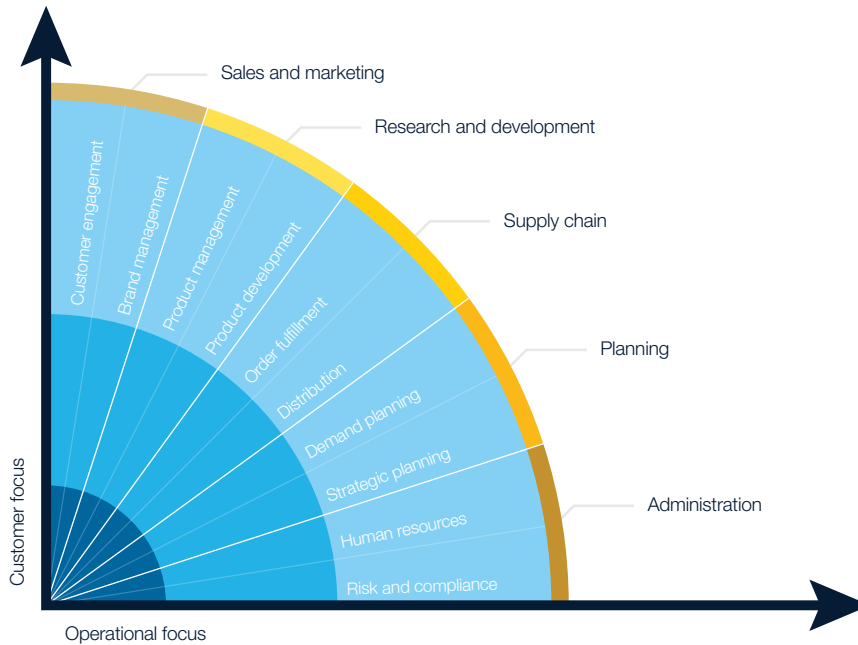 Sales and marketing
Research and development
Supply chain
Planning
Administration
Customer engagement
Brand management
Product management
Product development
Order fulfillment
Distribution
Demand planning
Strategic planning
Human resources
Risk and compliance
Customer focus
Operational focus